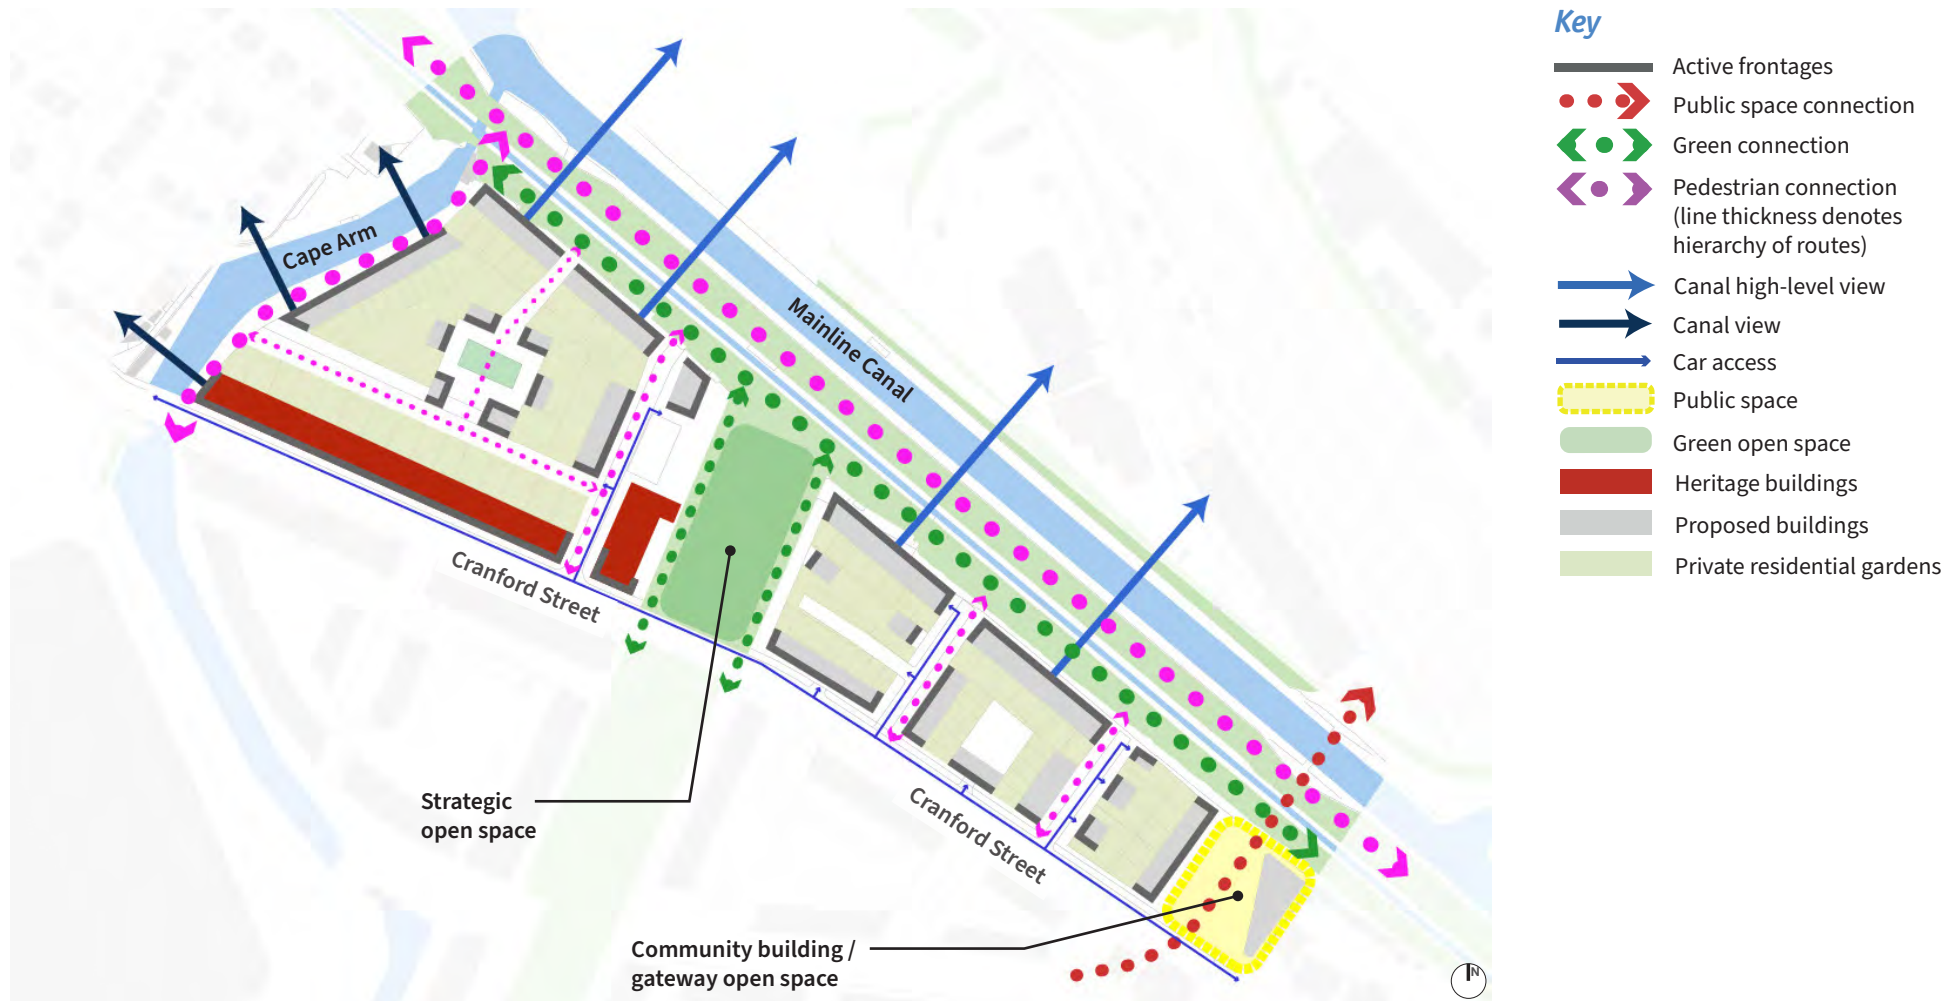 Key
Active frontages
Public space connection
Green connection
Pedestrian connection
(line thickness denotes
hierarchy of routes)
Canal high-level view
Canal view
Car access
Public space
Green open space
Heritage buildings
Proposed buildings
Private residential gardens
Cape Arm
Mainline Canal
Cranford Street
Strategic
open space
Cranford Street
Community building /
gateway open space
N